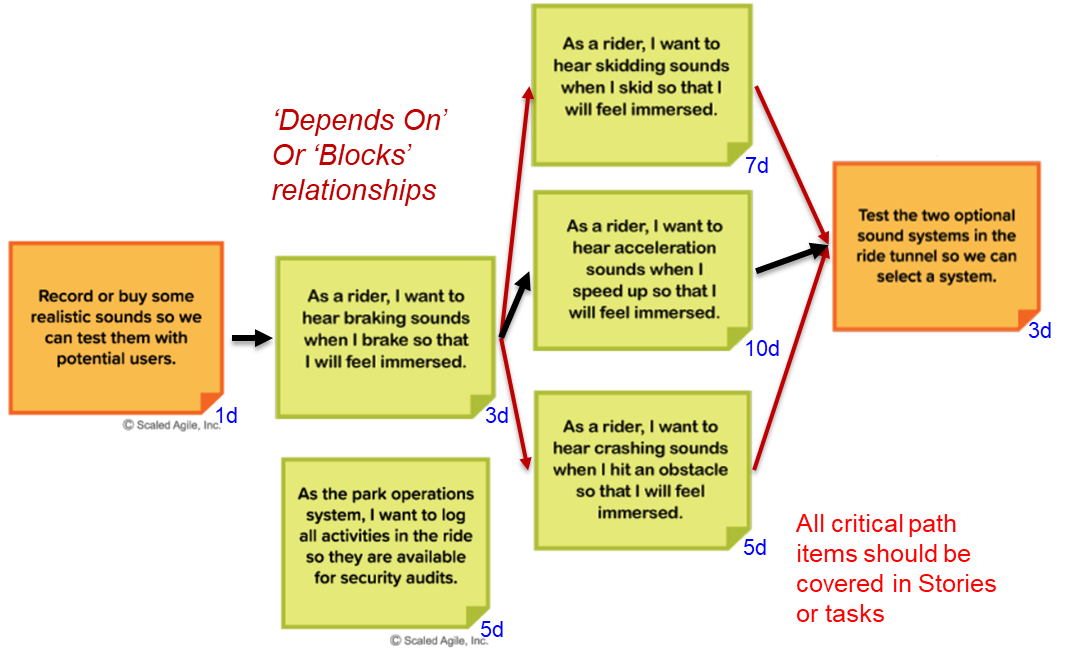 As a rider, I want to
hear skidding sounds
when I skid so that I
will feel immersed.
7d
‘Depends On’
Or ‘Blocks’
relationships
As a rider, I want to
hear acceleration
sounds when I
speed up so that I
will feel immersed.
10d
Test the two optional
sound systems in the
ride tunnel so we can
select a system.
3d
Record or buy some
realistic sounds so we
can test them with
potential users.
1d
© Scaled Agile, Inc.
As a rider, I want to
hear braking sounds
when I brake so that
I will feel immersed.
3d
As a rider, I want to
hear crashing sounds
when I hit an obstacle
so that I will feel
immersed.
5d
As the park operations
system, I want to log
all activities in the ride
so they are available
for security audits.
5d
© Scaled Agile, Inc.
All critical path
items should be
covered in Stories
or tasks